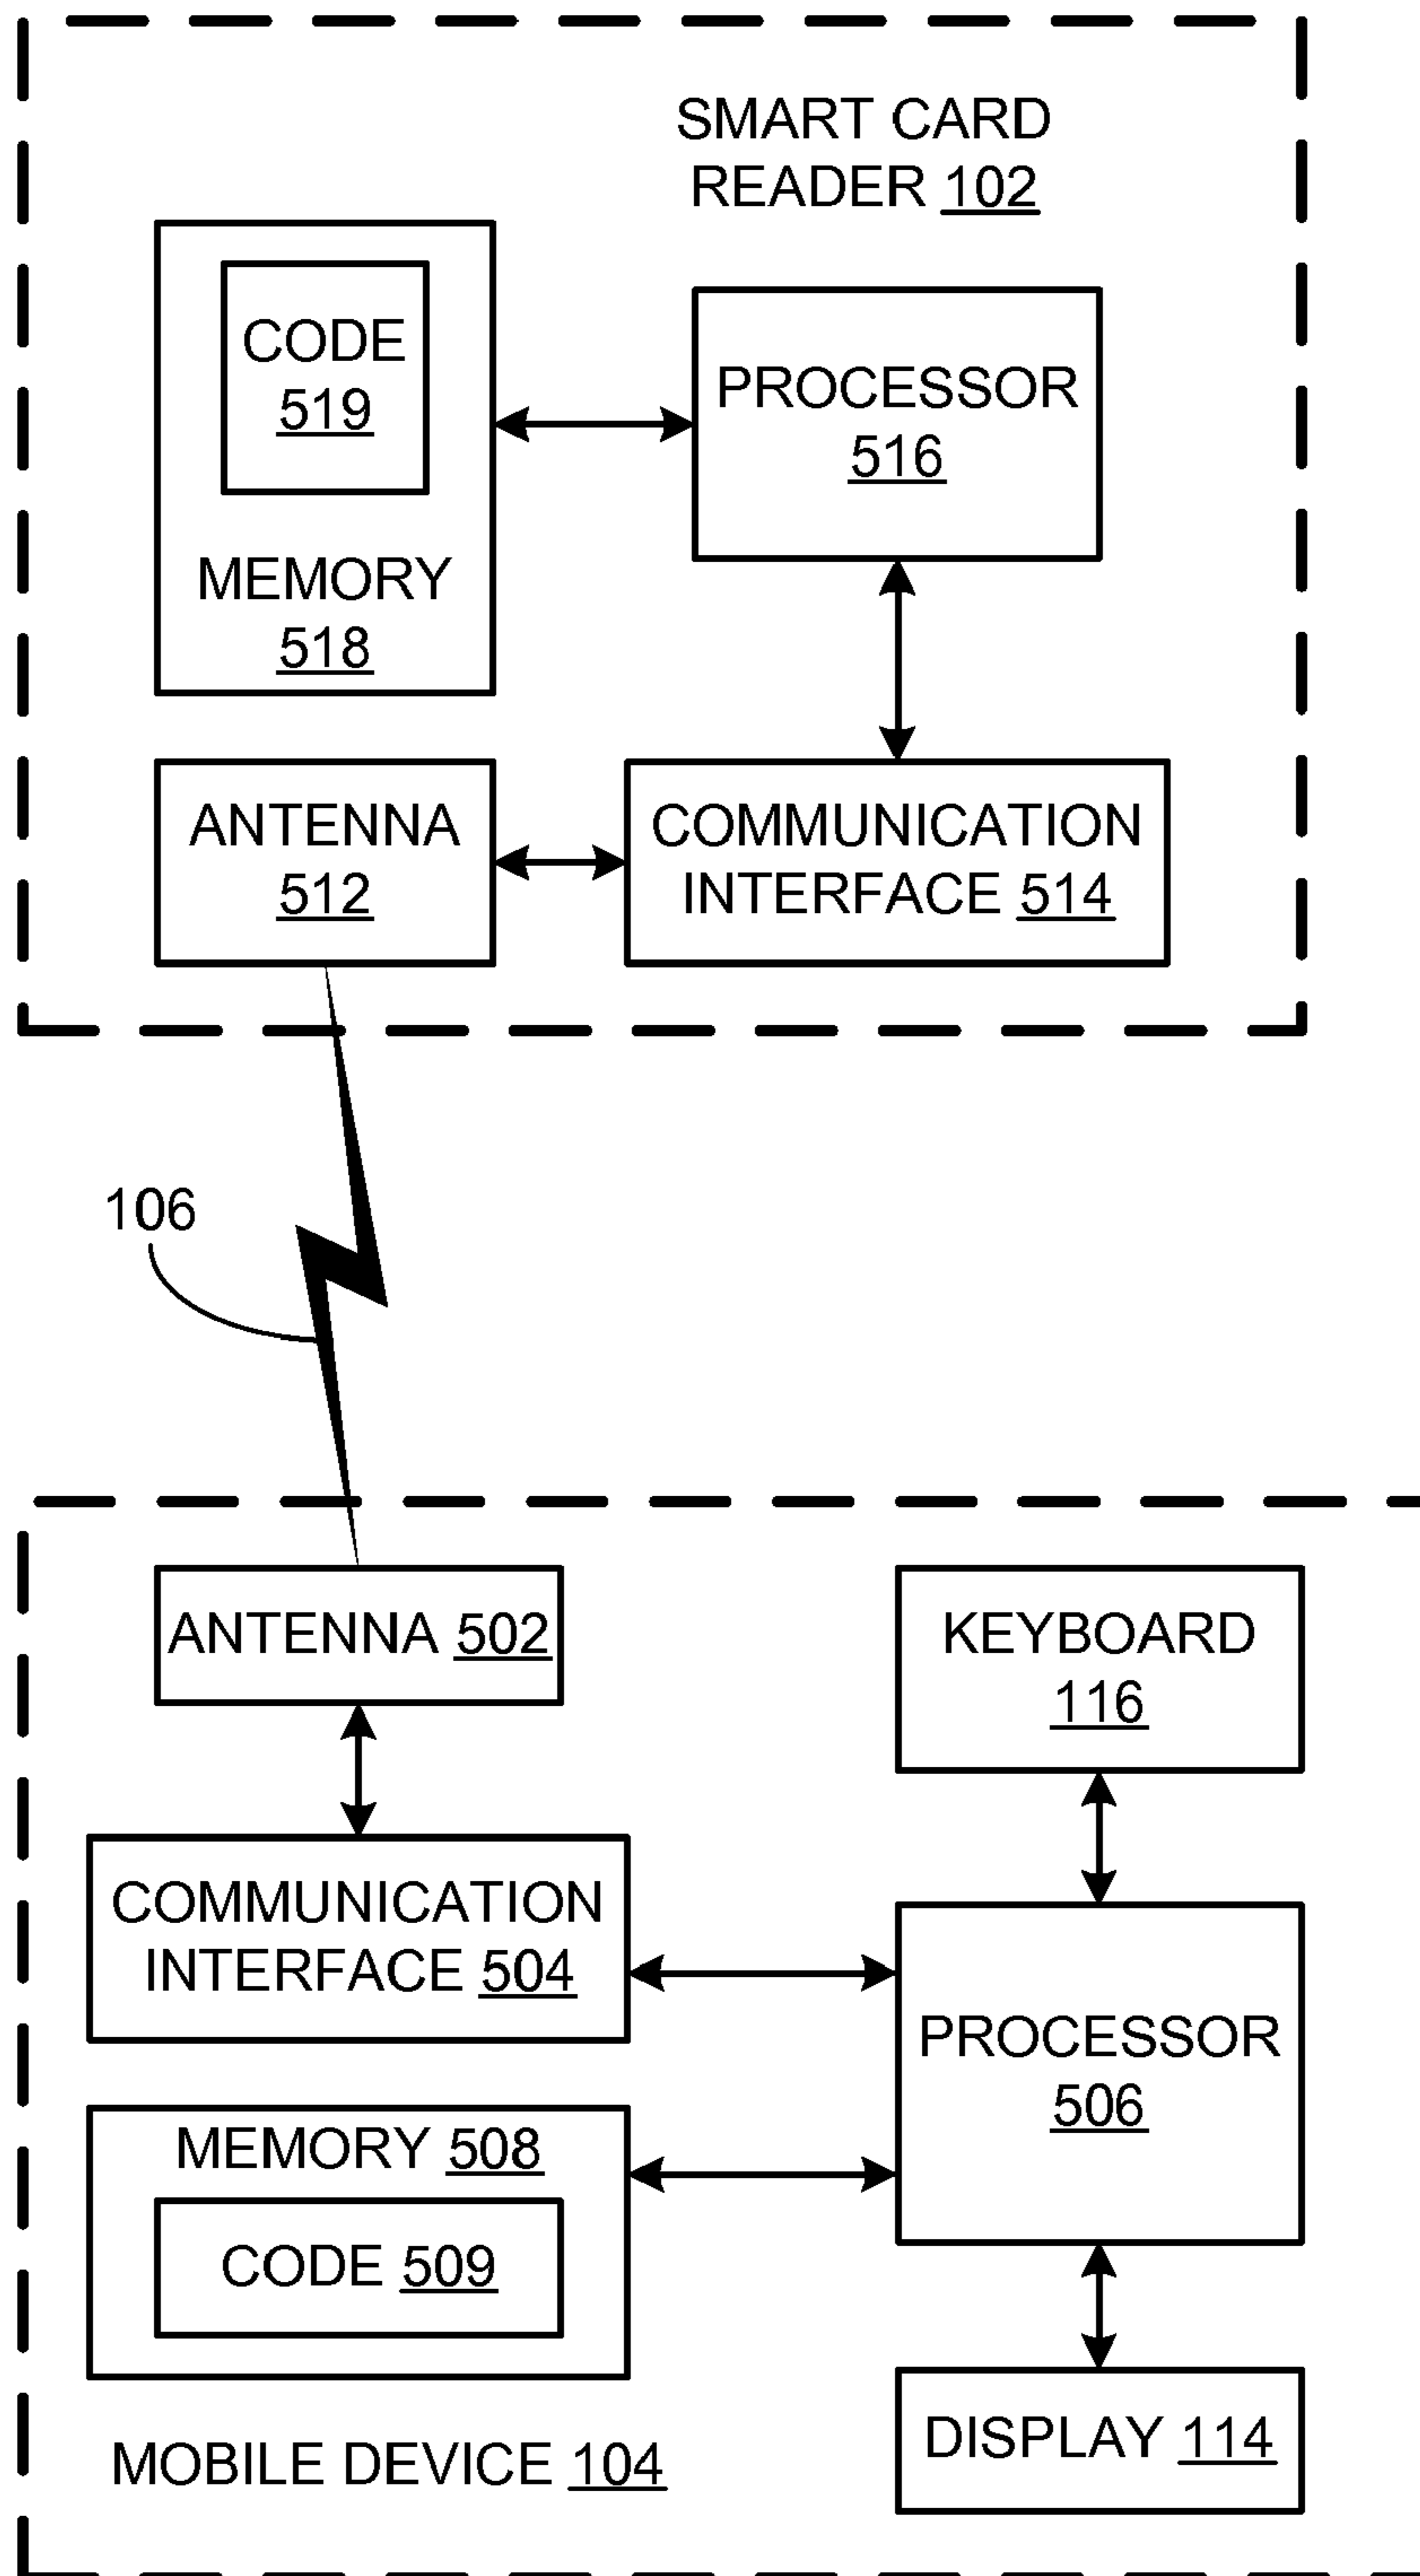 SMART CARD
READER 102
CODE
519
MEMORY
518
PROCESSOR
516
ANTENNA
512
COMMUNICATION
INTERFACE 514
106
ANTENNA 502
KEYBOARD
116
COMMUNICATION
INTERFACE 504
PROCESSOR
506
MEMORY 508
CODE 509
DISPLAY 114
MOBILE DEVICE 104